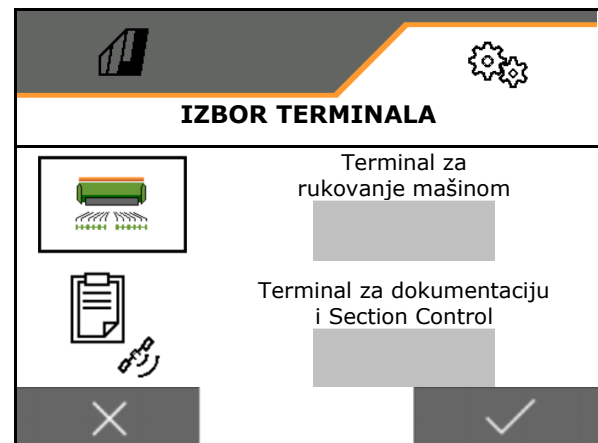 IZBOR TERMINALA
Terminal za
rukovanje mašinom
Terminal za dokumentaciju
i Section Control